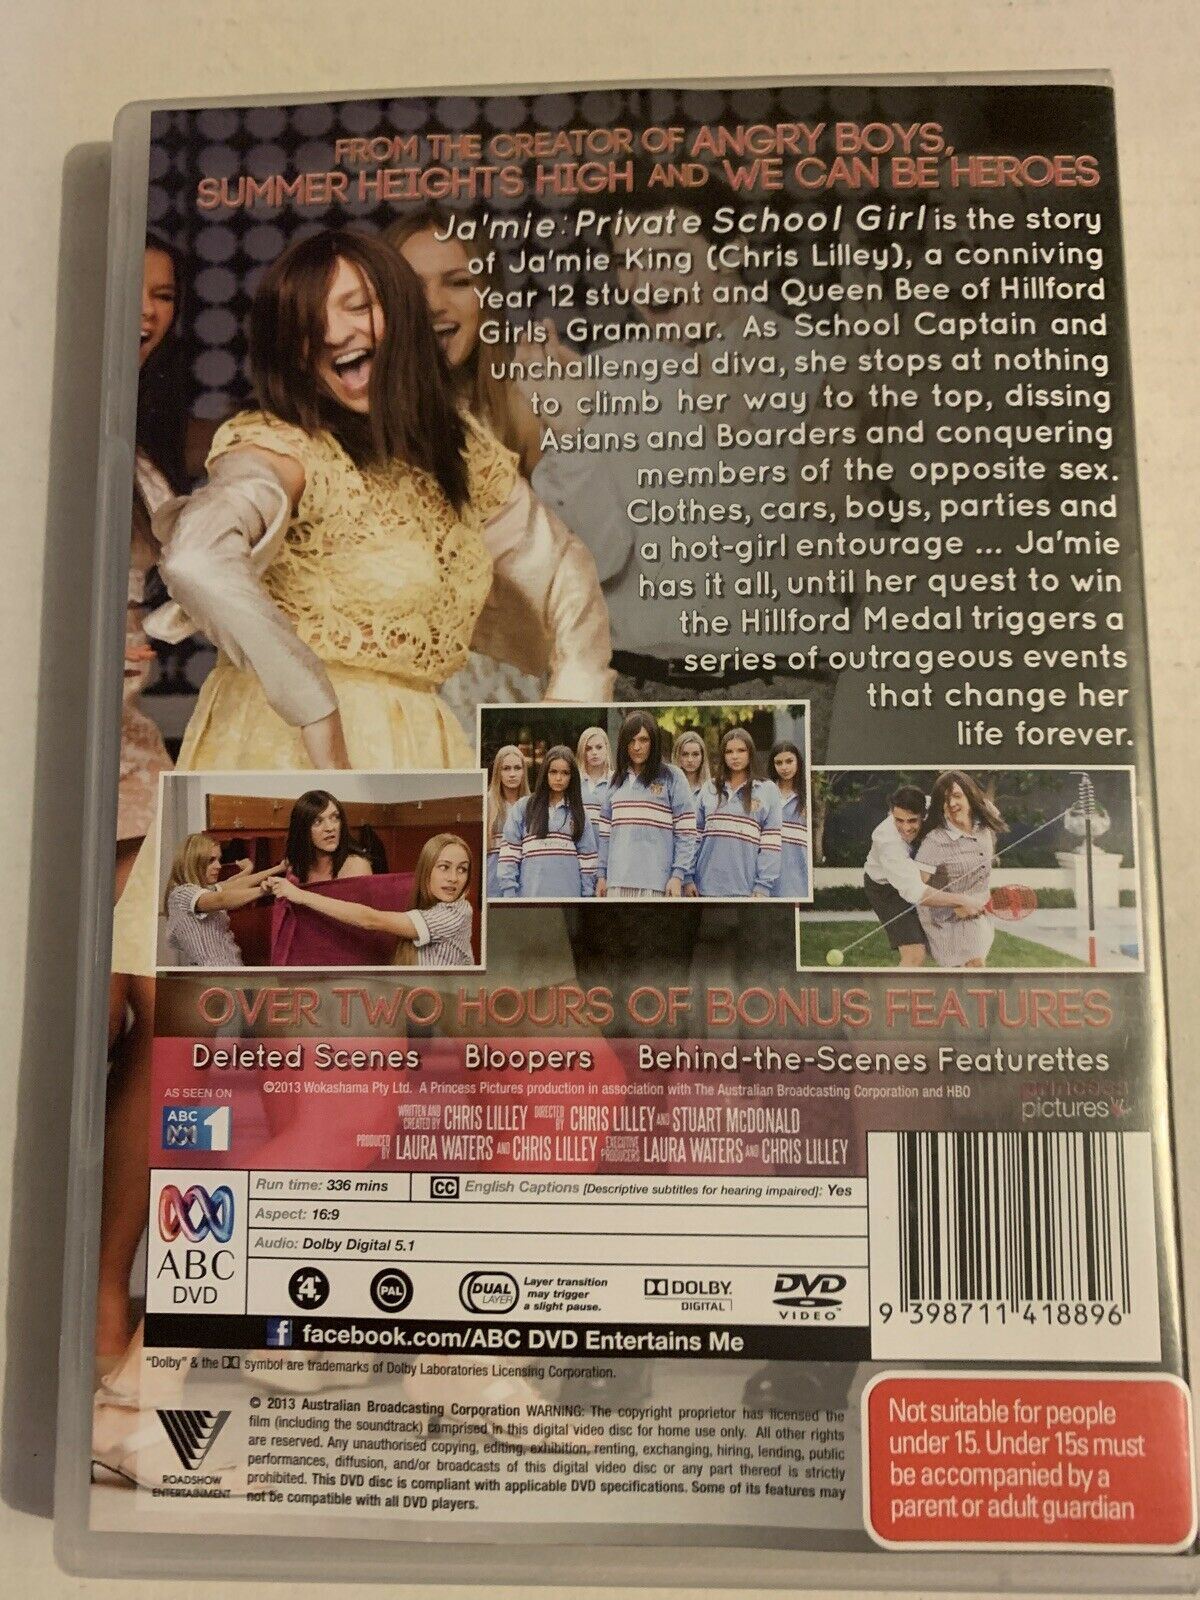 FROM THE CREATOR OF ANGRY BOYS,
SUMMER HEIGHTS HIGH AND WE CAN BE HEROES
Ja'mie: Private School Girl is the story
of Ja'mie King (Chris Lilley), a conniving
Year 12 student and Queen Bee of Hillford
Girls Grammar. As School Captain and
unchallenged diva, she stops at nothing
to climb her way to the top, dissing
Asians and Boarders and conquering
members of the opposite sex.
Clothes, cars, boys, parties and
a hot-girl entourage ... Ja'mie
has it all, until her quest to win
the Hillford Medal triggers a
series of outrageous events
that change her
life forever.
OVER TWO HOURS OF BONUS FEATURES
Deleted Scenes Bloopers Behind-the-Scenes Featurettes
AS SEEN ON
ABC 1
©2013 Wokashama Pty Ltd. A Princess Pictures production in association with The Australian Broadcasting Corporation and HBO
princess
pictures
WRITTEN AND CREATED BY CHRIS LILLEY DIRECTED BY CHRIS LILLEY AND STUART MCDONALD
PRODUCED BY LAURA WATERS AND CHRIS LILLEY EXECUTIVE PRODUCERS LAURA WATERS AND CHRIS LILLEY
ABC
DVD
Run time: 336 mins
CC English Captions [Descriptive subtitles for hearing impaired]: Yes
Aspect: 16:9
Audio: Dolby Digital 5.1
4
PAL
DUAL LAYER
Layer transition
may trigger
a slight pause.
DOLBY
DIGITAL
DVD
VIDEO
9 398711 418896
f facebook.com/ABC DVD Entertains Me
"Dolby" & the symbol are trademarks of Dolby Laboratories Licensing Corporation.
ROADSHOW
ENTERTAINMENT
© 2013 Australian Broadcasting Corporation WARNING: The copyright proprietor has licensed the
film (including the soundtrack) comprised in this digital video disc for home use only. All other rights
are reserved. Any unauthorised copying, editing, exhibition, renting, exchanging, hiring, lending, public
performances, diffusion, and/or broadcasts of this digital video disc or any part thereof is strictly
prohibited. This DVD disc is compliant with applicable DVD specifications. Some of its features may
not be compatible with all DVD players.
Not suitable for people
under 15. Under 15s must
be accompanied by a
parent or adult guardian